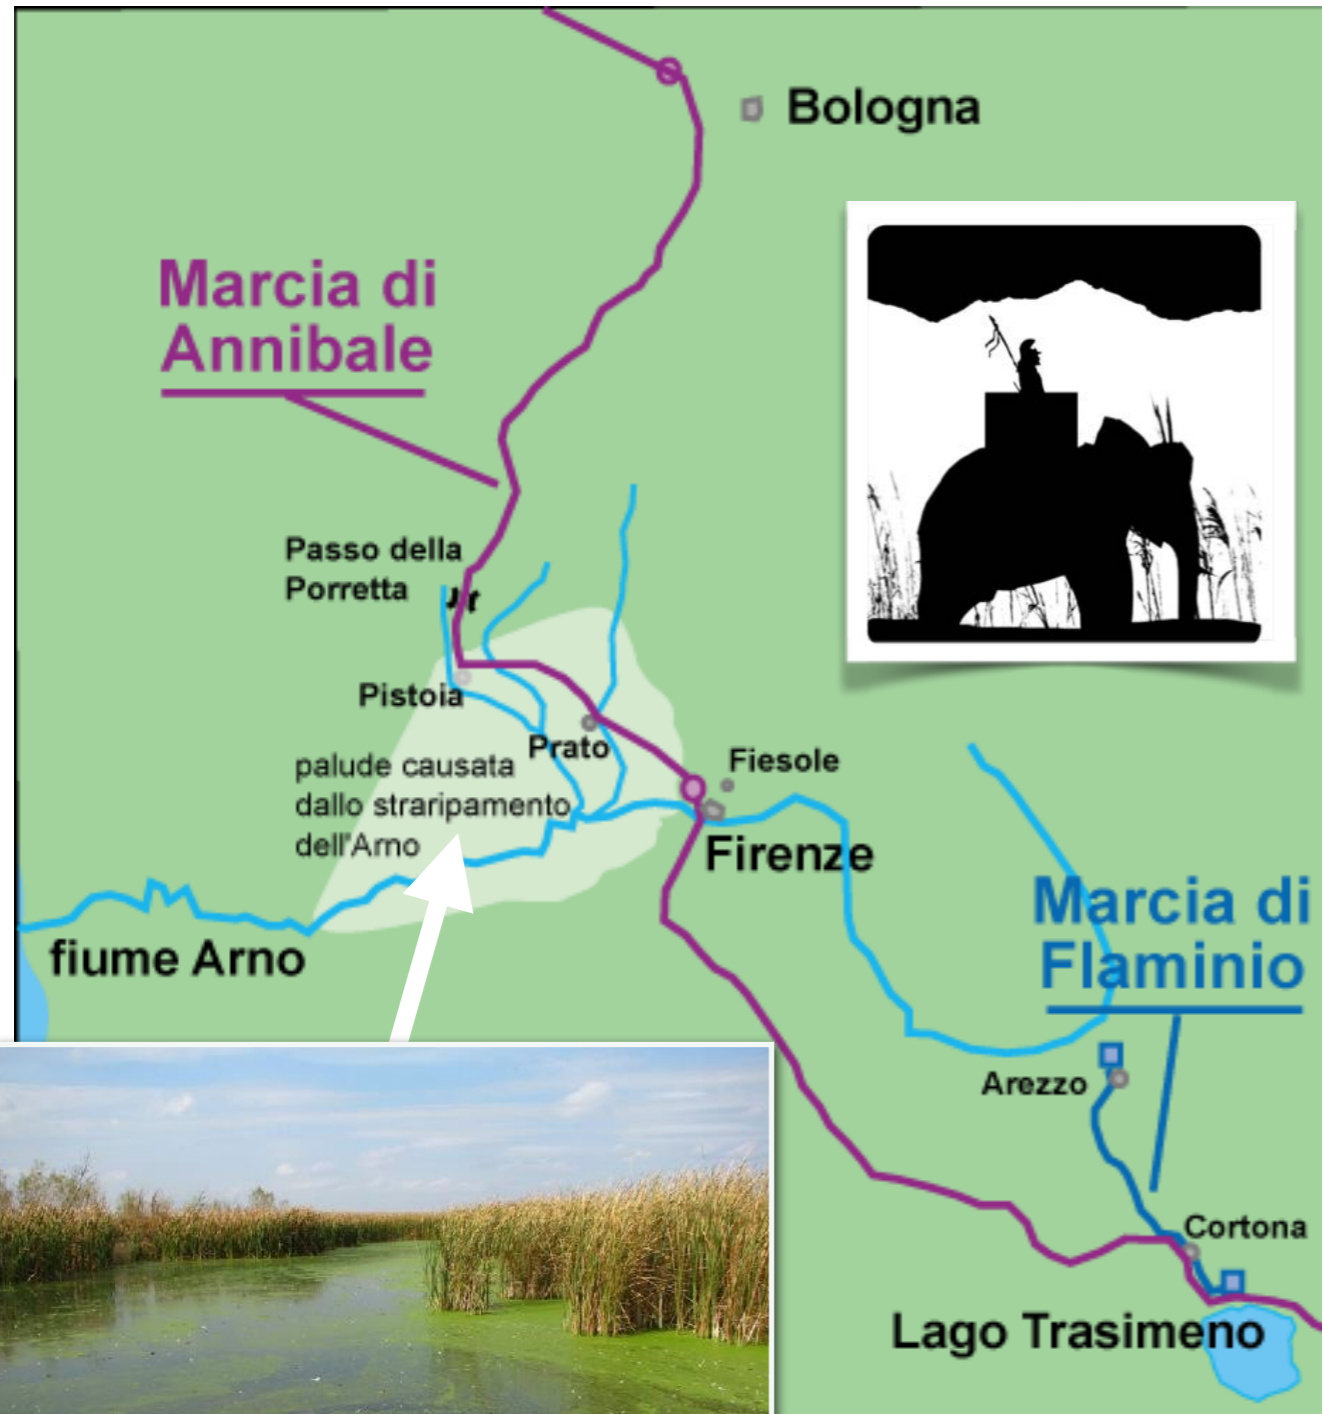 Bologna
Marcia di
Annibale
Passo della
Porretta
Pistoia
Prato
palude causata
dallo straripamento
dell'Arno
Fiesole
Firenze
fiume Arno
Marcia di
Flaminio
Arezzo
Cortona
Lago Trasimeno